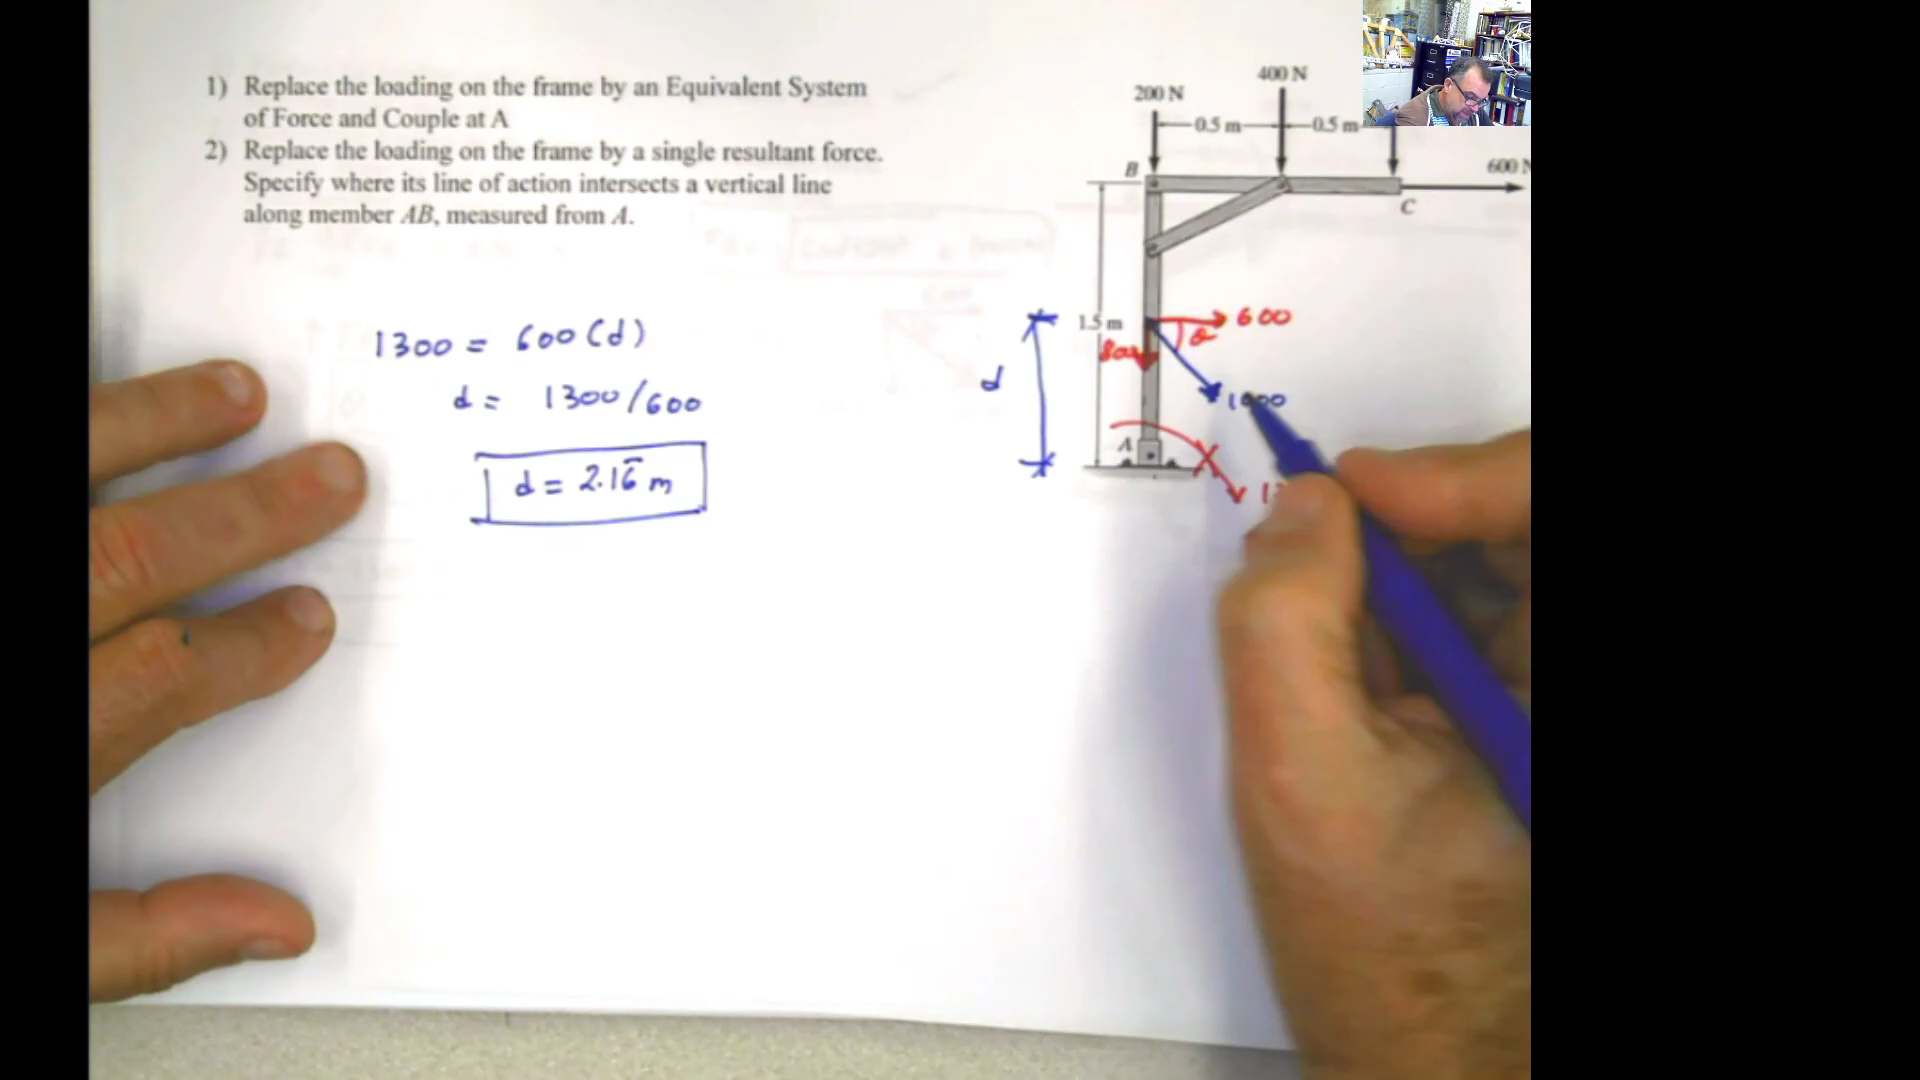 1) Replace the loading on the frame by an Equivalent System
of Force and Couple at A
2) Replace the loading on the frame by a single resultant force.
Specify where its line of action intersects a vertical line
along member AB, measured from A.
400 N
200 N
0.5 m
0.5 m
B
600 N
C
1300 = 600 (d)
d = 1300/600
d = 2.16̅ m
1.5 m
600
θ
d
1000
A